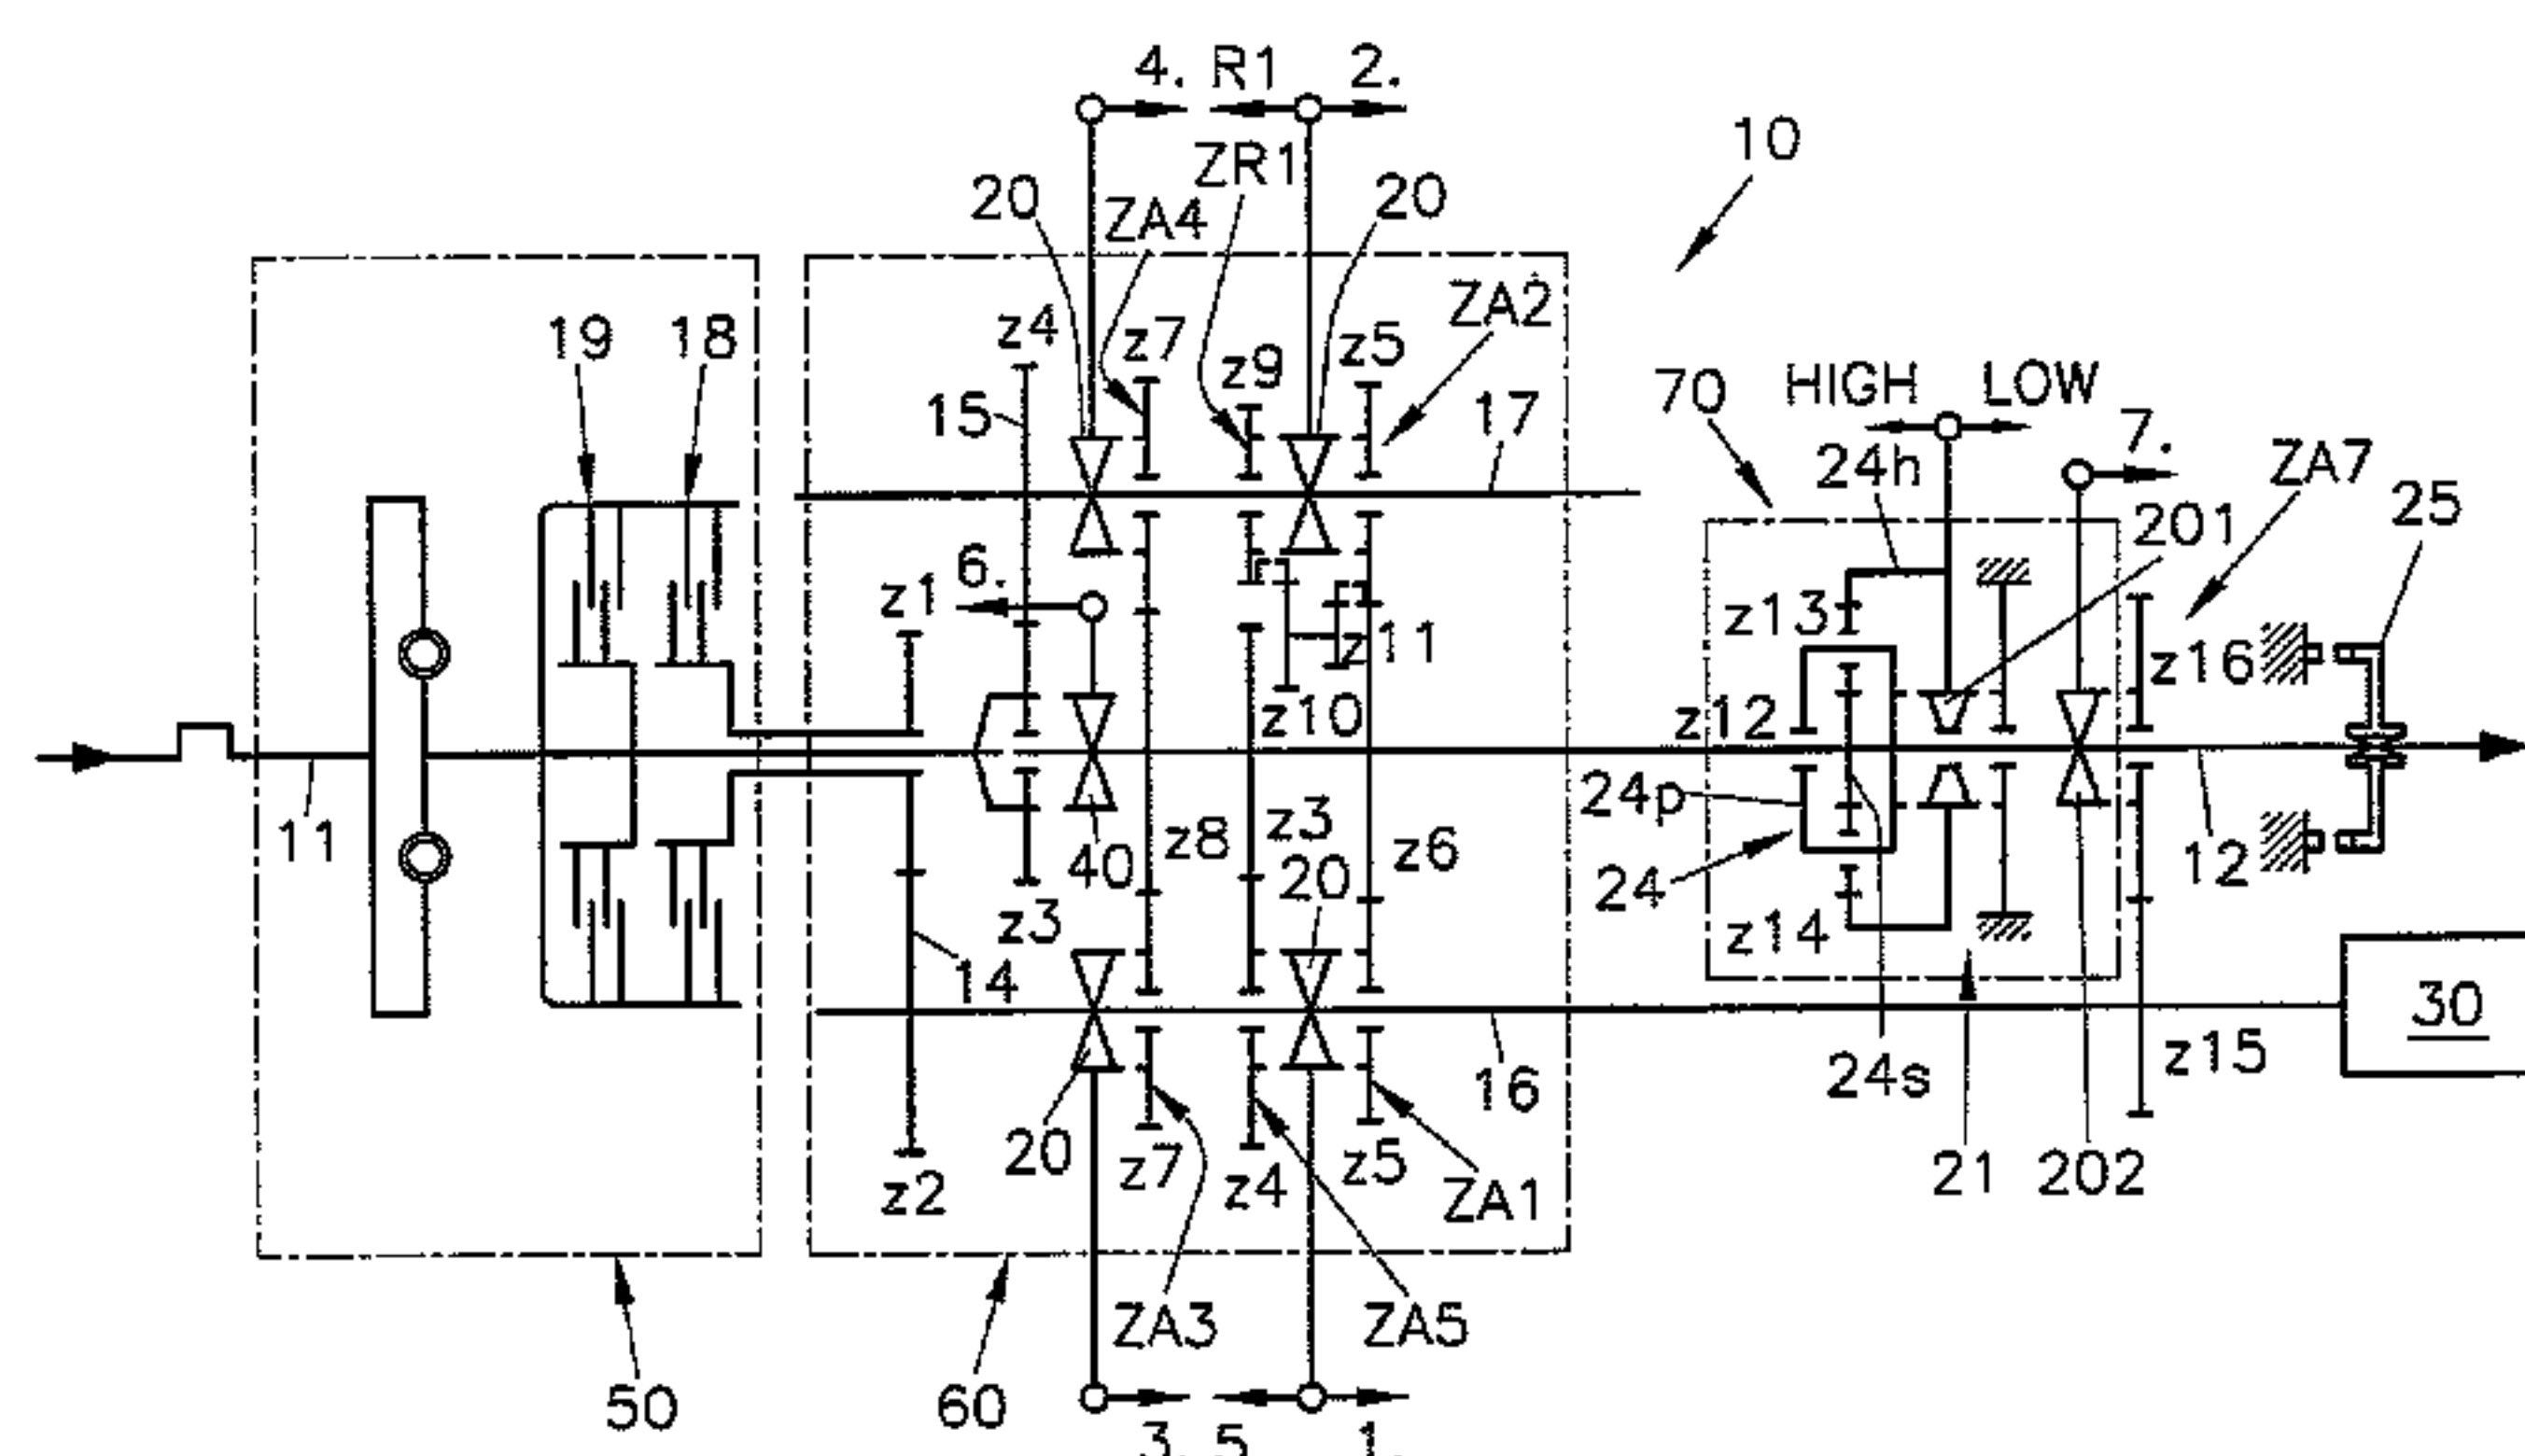 4. R1 2.
10
ZR1
20 ZA4 20
ZA2
19 18 z4 z7 z9 z5
15 17 70 HIGH LOW
7.
24h ZA7
201 25
z1 6. z11 z13
z16
z10 z12
11 40 z8 z3 z6 24p
20 24 12
z3 z14
14
16 24s z15 30
20 z7 z4 z5 21 202
z2 ZA1
ZA3 ZA5
50 60
3. 5 1.